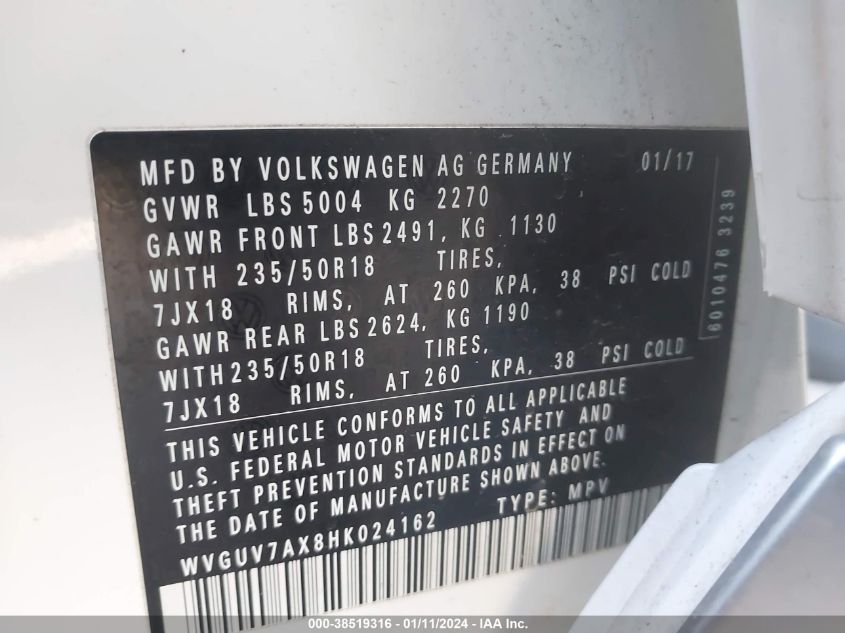 MFD BY VOLKSWAGEN AG GERMANY 01/17
GVWR LBS 5004 KG 2270
GAWR FRONT LBS 2491, KG 1130
WITH 235/50R18 TIRES,
7JX18 RIMS, AT 260 KPA, 38 PSI COLD
GAWR REAR LBS 2624, KG 1190
WITH 235/50R18 TIRES,
7JX18 RIMS, AT 260 KPA, 38 PSI COLD
THIS VEHICLE CONFORMS TO ALL APPLICABLE
U.S. FEDERAL MOTOR VEHICLE SAFETY AND
THEFT PREVENTION STANDARDS IN EFFECT ON
THE DATE OF MANUFACTURE SHOWN ABOVE.
WVGUV7AX8HK024162 TYPE: MPV
6010476 3239
000-38519316 - 01/11/2024 - IAA Inc.